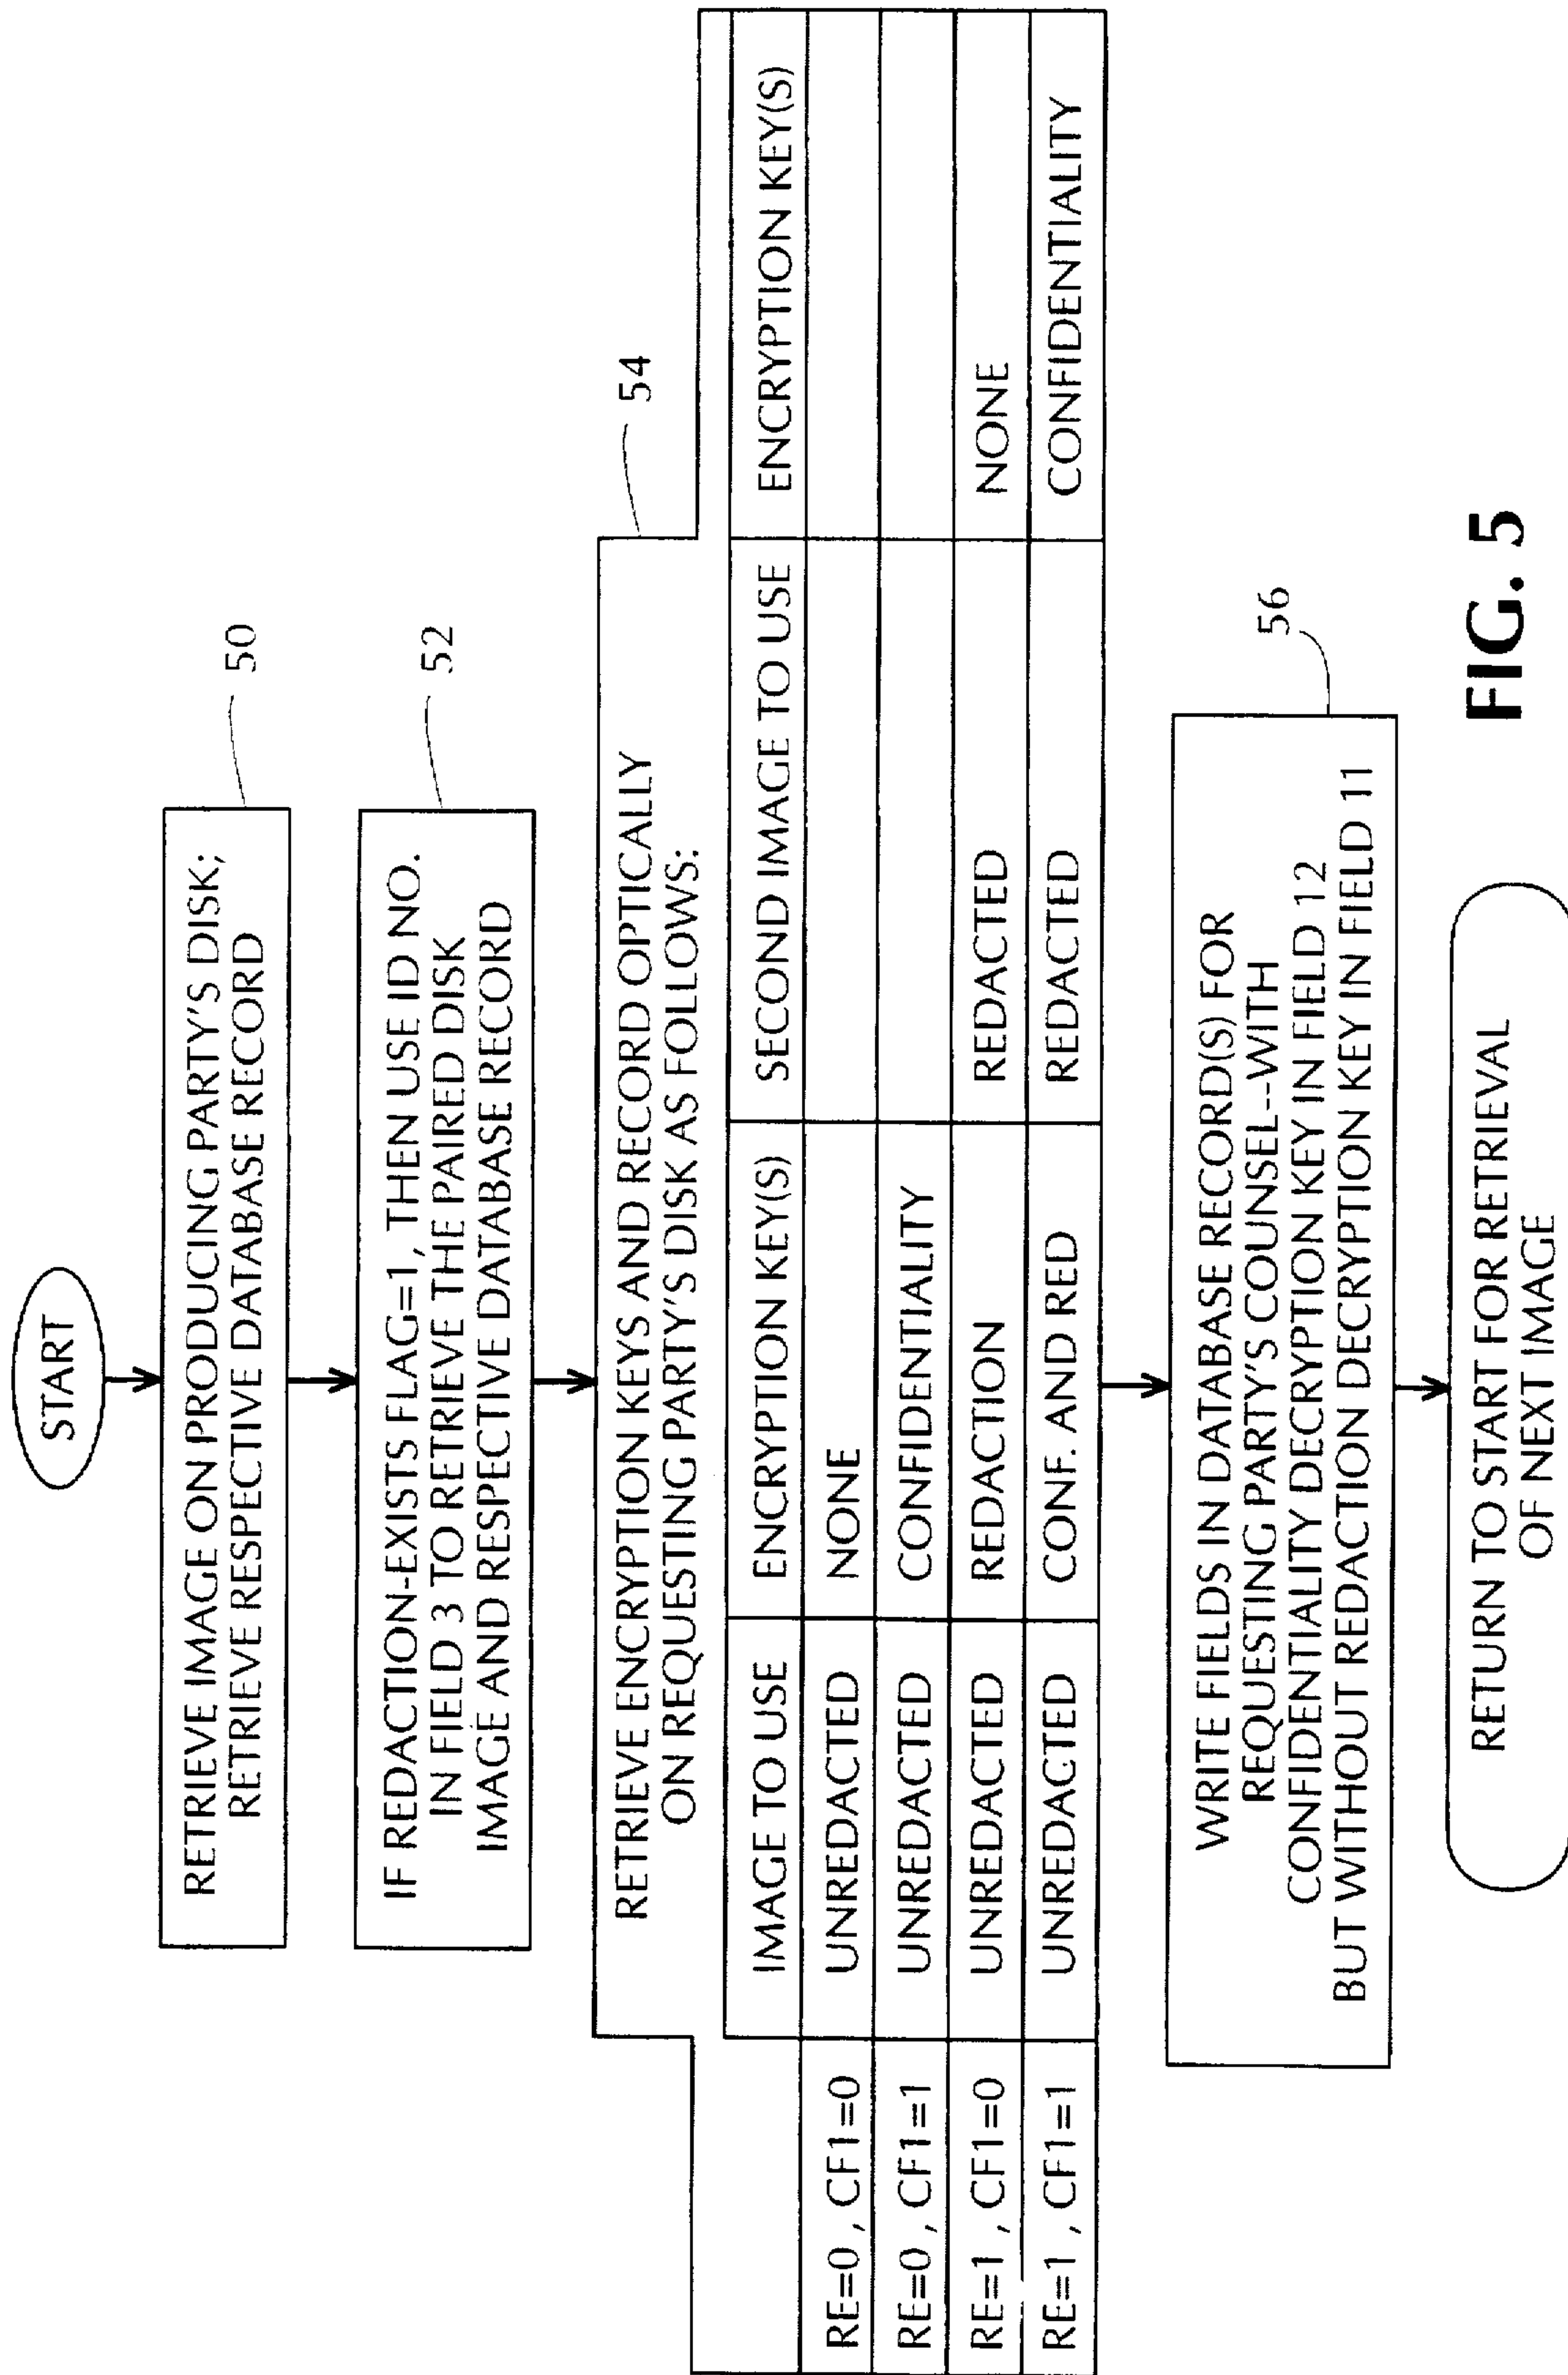 START
50
RETRIEVE IMAGE ON PRODUCING PARTY'S DISK;
RETRIEVE RESPECTIVE DATABASE RECORD
52
IF REDACTION-EXISTS FLAG=1, THEN USE ID NO.
IN FIELD 3 TO RETRIEVE THE PAIRED DISK
IMAGE AND RESPECTIVE DATABASE RECORD
54
RETRIEVE ENCRYPTION KEYS AND RECORD OPTICALLY
ON REQUESTING PARTY'S DISK AS FOLLOWS:
IMAGE TO USE ENCRYPTION KEY(S) SECOND IMAGE TO USE ENCRYPTION KEY(S)
RE=0 , CF1=0 UNREDACTED NONE
RE=0 , CF1=1 UNREDACTED CONFIDENTIALITY
RE=1 , CF1=0 UNREDACTED REDACTION REDACTED NONE
RE=1 , CF1=1 UNREDACTED CONF. AND RED REDACTED CONFIDENTIALITY
56
WRITE FIELDS IN DATABASE RECORD(S) FOR
REQUESTING PARTY'S COUNSEL--WITH
CONFIDENTIALITY DECRYPTION KEY IN FIELD 12
BUT WITHOUT REDACTION DECRYPTION KEY IN FIELD 11
RETURN TO START FOR RETRIEVAL
OF NEXT IMAGE
FIG. 5